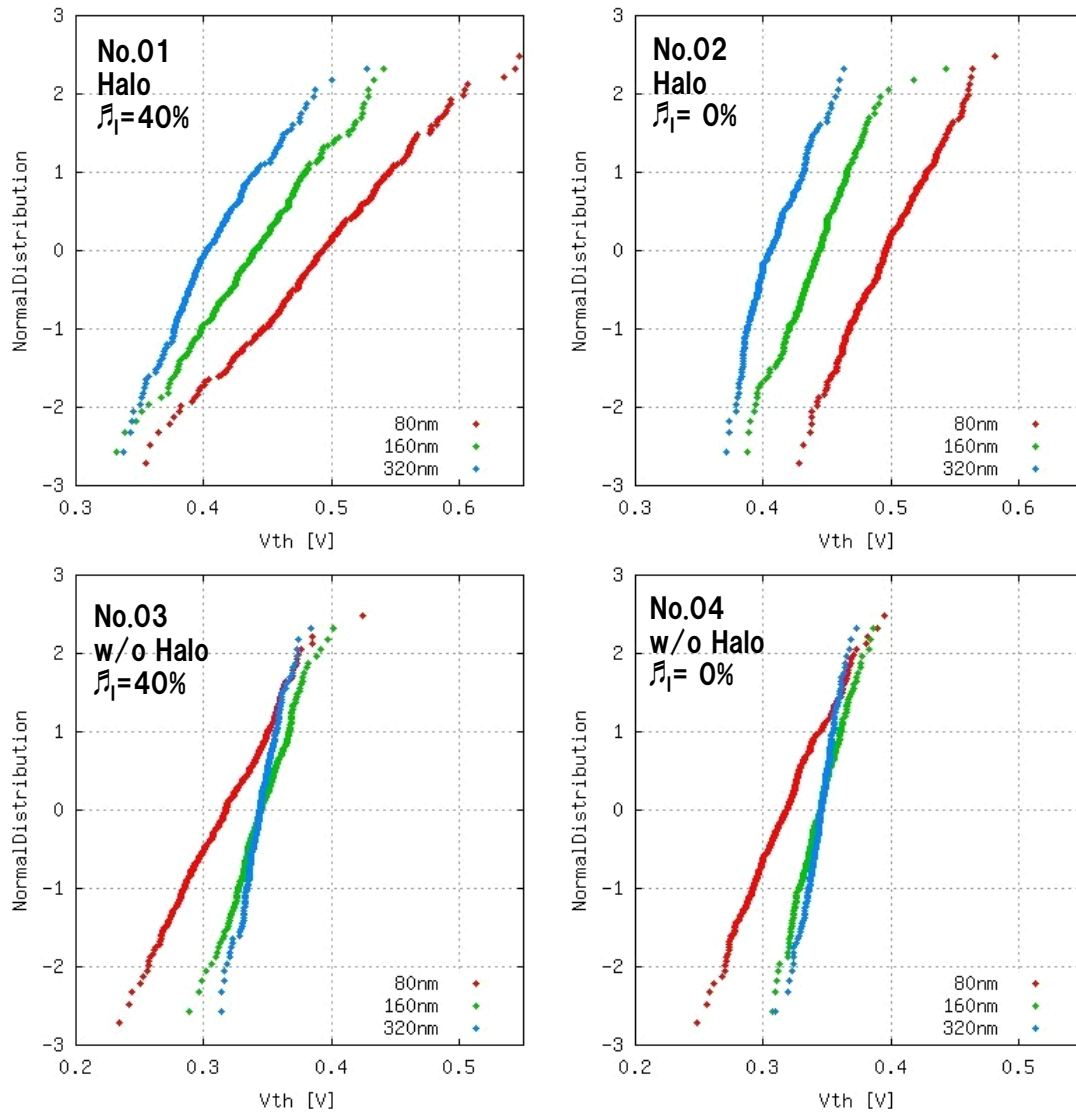 No.01
Halo
♬I=40%
3
2
1
0
-1
-2
-3
NormalDistribution
80nm
160nm
320nm
0.3 0.4 0.5 0.6
Vth [V]
No.02
Halo
♬I= 0%
3
2
1
0
-1
-2
-3
NormalDistribution
80nm
160nm
320nm
0.3 0.4 0.5 0.6
Vth [V]
No.03
w/o Halo
♬I=40%
3
2
1
0
-1
-2
-3
NormalDistribution
80nm
160nm
320nm
0.2 0.3 0.4 0.5
Vth [V]
No.04
w/o Halo
♬I= 0%
3
2
1
0
-1
-2
-3
NormalDistribution
80nm
160nm
320nm
0.2 0.3 0.4 0.5
Vth [V]